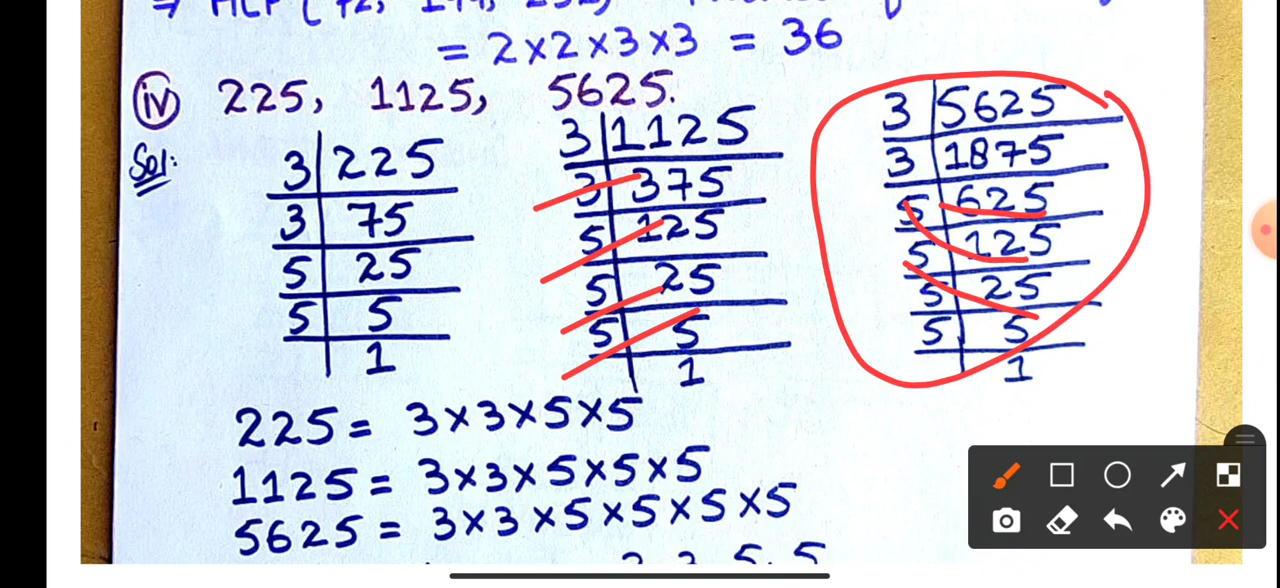 ⇒ HCF (72,
= 2×2×3×3 = 36
(iv) 225, 1125, 5625.
Sol:
3 225
3 75
5 25
5 5
1
3 1125
3 375
5 125
5 25
5 5
1
3 5625
3 1875
5 625
5 125
5 25
5 5
1
225 = 3×3×5×5
1125 = 3×3×5×5×5
5625 = 3×3×5×5×5×5